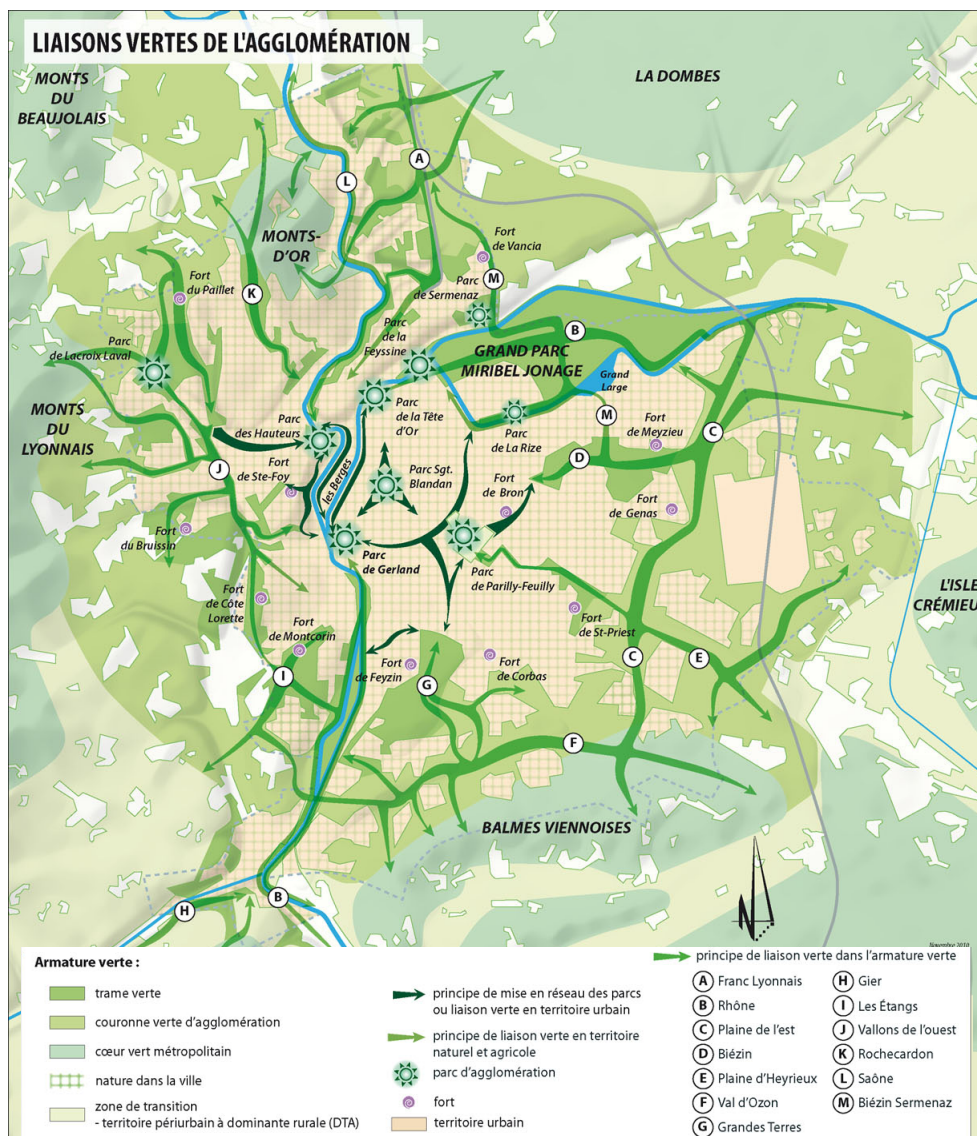 LIAISONS VERTES DE L'AGGLOMÉRATION
MONTS
DU
BEAUJOLAIS
LA DOMBES
A
L
MONTS-
D'OR
Fort
de Vancia
K
Fort
du Paillet
M
Parc
de Sermenaz
Parc
de la
Feyssine
B
GRAND PARC
MIRIBEL JONAGE
Parc
de Lacroix Laval
Grand
Large
MONTS
DU
LYONNAIS
Parc
des Hauteurs
Parc
de la Tête
d'Or
Parc
de La Rize
M
Fort
de Meyzieu
C
J
Fort
de Ste-Foy
les Berges
Parc Sgt.
Blandan
D
Fort
de Bron
Fort
de Genas
Fort
du Bruissin
Parc
de Gerland
Parc
de Parilly-Feuilly
L'ISLE
CRÉMIEU
Fort
de Côte
Lorette
Fort
de Montcorin
Fort
de St-Priest
I
Fort
de Feyzin
G
Fort
de Corbas
C
E
F
BALMES VIENNOISES
H
B
N
Novembre 2010
Armature verte :
trame verte
couronne verte d'agglomération
cœur vert métropolitain
nature dans la ville
zone de transition
- territoire périurbain à dominante rurale (DTA)
principe de mise en réseau des parcs
ou liaison verte en territoire urbain
principe de liaison verte en territoire
naturel et agricole
parc d'agglomération
fort
territoire urbain
principe de liaison verte dans l'armature verte
A Franc Lyonnais
B Rhône
C Plaine de l'est
D Biézin
E Plaine d'Heyrieux
F Val d'Ozon
G Grandes Terres
H Gier
I Les Étangs
J Vallons de l'ouest
K Rochecardon
L Saône
M Biézin Sermenaz